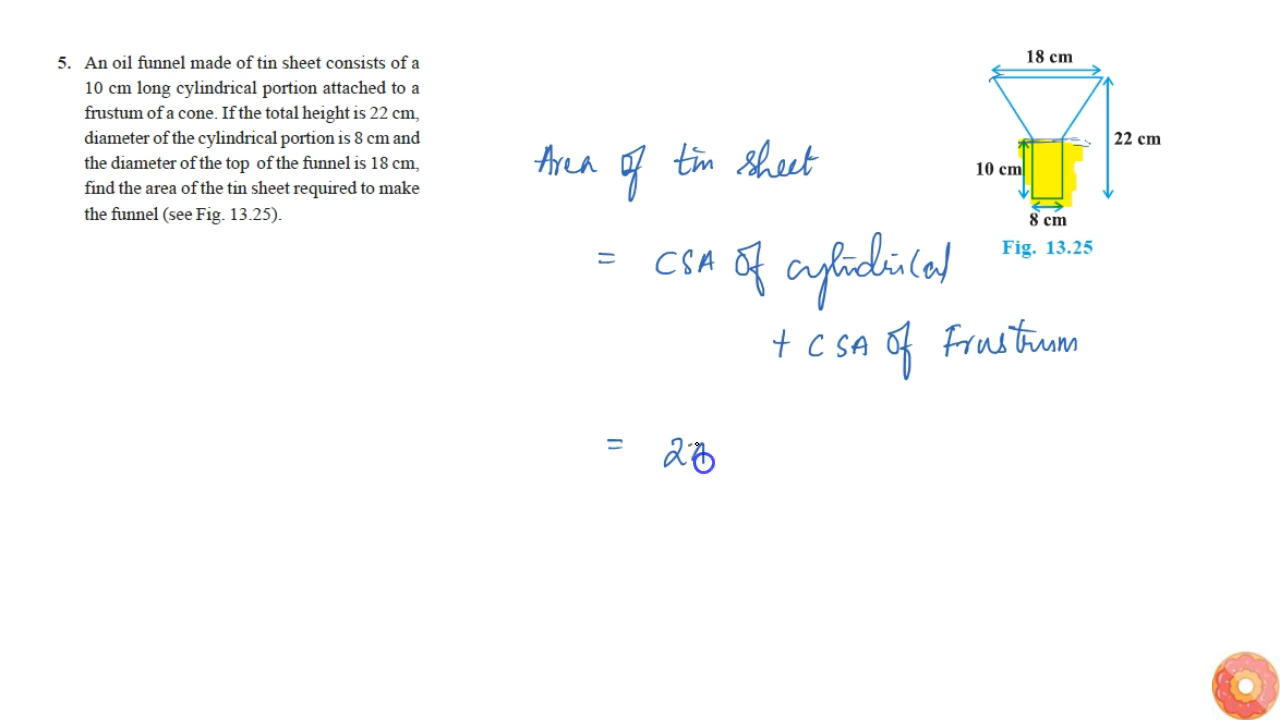 5. An oil funnel made of tin sheet consists of a
10 cm long cylindrical portion attached to a
frustum of a cone. If the total height is 22 cm,
diameter of the cylindrical portion is 8 cm and
the diameter of the top of the funnel is 18 cm,
find the area of the tin sheet required to make
the funnel (see Fig. 13.25).
18 cm
22 cm
10 cm
8 cm
Fig. 13.25
Area of tin sheet
= CSA of cylindrical
+ CSA of Frustum
= 2